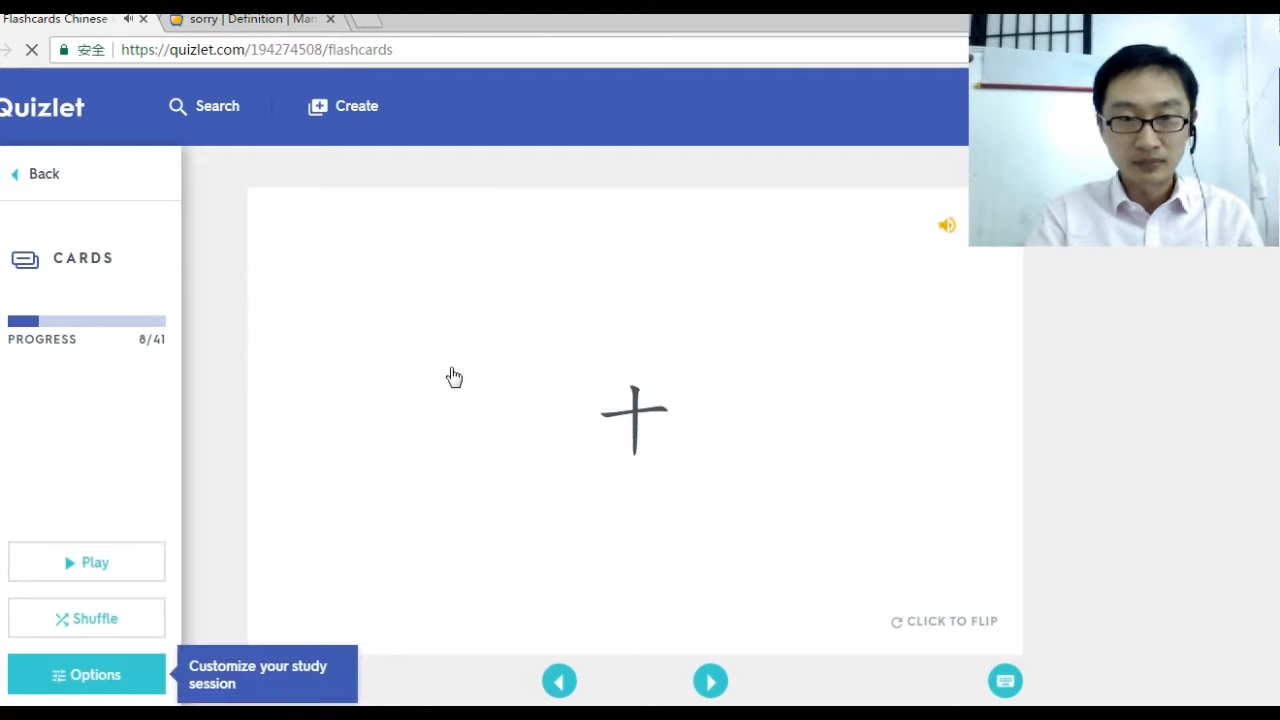 Flashcards Chinese
sorry | Definition | Man
安全 | https://quizlet.com/194274508/flashcards
Quizlet
Search
Create
Back
CARDS
PROGRESS 8/41
十
Play
Shuffle
CLICK TO FLIP
Options
Customize your study
session